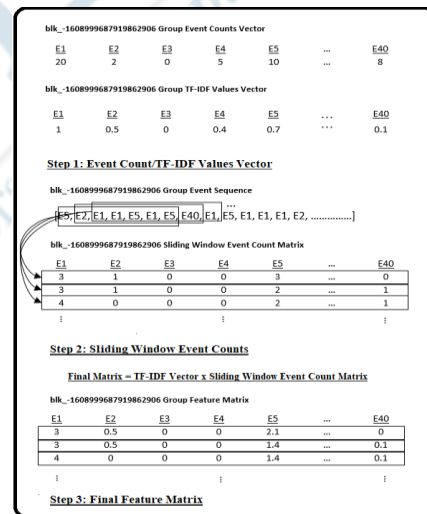 blk_-1608999687919862906 Group Event Counts Vector
E1 E2 E3 E4 E5 ... E40
20 2 0 5 10 ... 8
blk_-1608999687919862906 Group TF-IDF Values Vector
E1 E2 E3 E4 E5 ... E40
1 0.5 0 0.4 0.7 ... 0.1
Step 1: Event Count/TF-IDF Values Vector
blk_-1608999687919862906 Group Event Sequence
...
[E5, E2, E1, E1, E5, E1, E5, E40, E1, E5, E1, E1, E1, E2, ...............]
blk_-1608999687919862906 Sliding Window Event Count Matrix
E1 E2 E3 E4 E5 ... E40
3 1 0 0 3 ... 0
3 1 0 0 2 ... 1
4 0 0 0 2 ... 1
⋮ ⋮ ⋮
Step 2: Sliding Window Event Counts
Final Matrix = TF-IDF Vector x Sliding Window Event Count Matrix
blk_-1608999687919862906 Group Feature Matrix
E1 E2 E3 E4 E5 ... E40
3 0.5 0 0 2.1 ... 0
3 0.5 0 0 1.4 ... 0.1
4 0 0 0 1.4 ... 0.1
⋮ ⋮ ⋮
Step 3: Final Feature Matrix